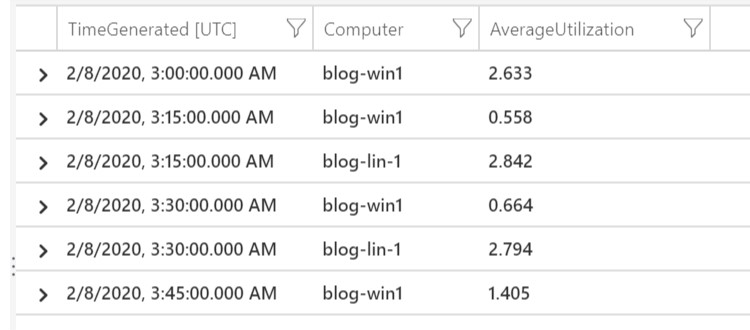 TimeGenerated [UTC] Computer AverageUtilization
2/8/2020, 3:00:00.000 AM blog-win1 2.633
2/8/2020, 3:15:00.000 AM blog-win1 0.558
2/8/2020, 3:15:00.000 AM blog-lin-1 2.842
2/8/2020, 3:30:00.000 AM blog-win1 0.664
2/8/2020, 3:30:00.000 AM blog-lin-1 2.794
2/8/2020, 3:45:00.000 AM blog-win1 1.405